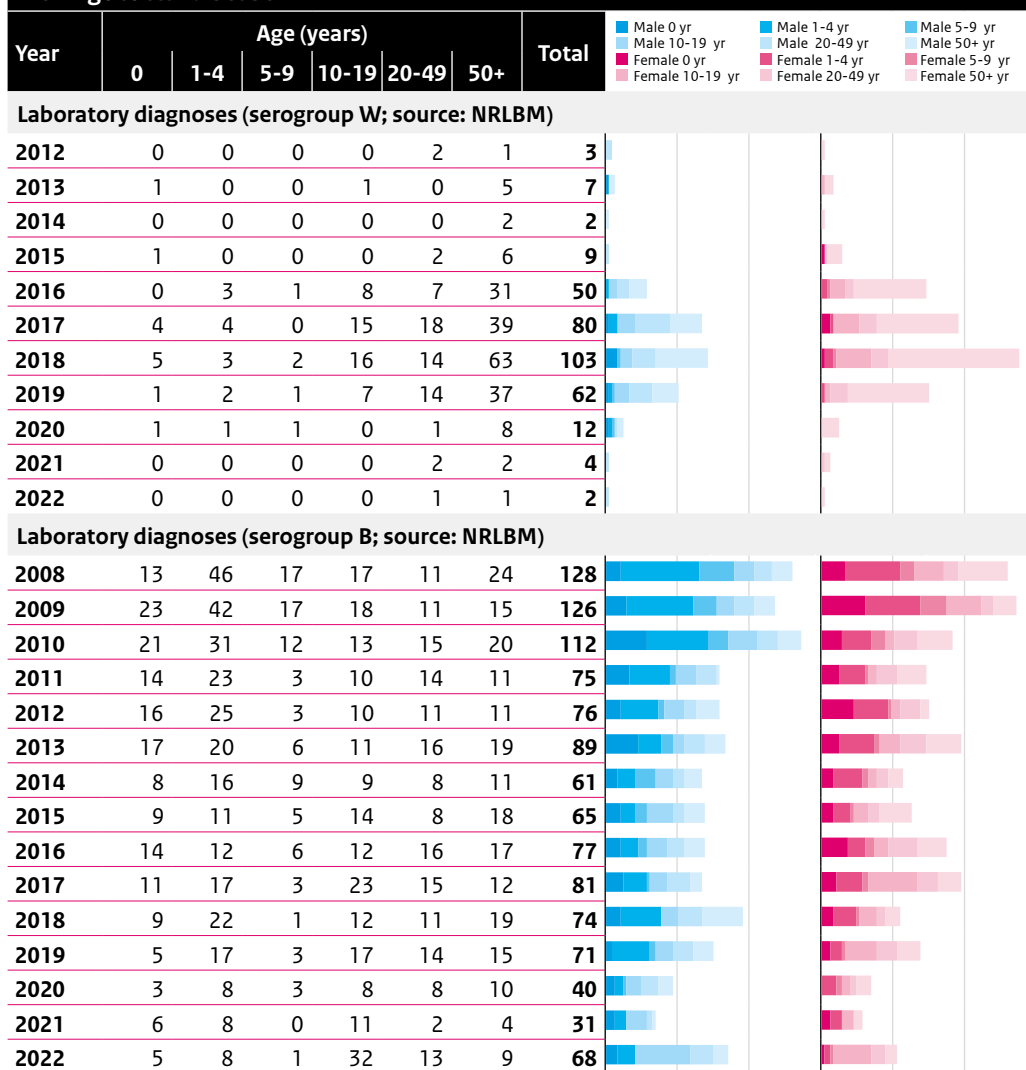 Year Age (years) Total
0 1-4 5-9 10-19 20-49 50+
Male 0 yr Male 1-4 yr Male 5-9 yr
Male 10-19 yr Male 20-49 yr Male 50+ yr
Female 0 yr Female 1-4 yr Female 5-9 yr
Female 10-19 yr Female 20-49 yr Female 50+ yr
Laboratory diagnoses (serogroup W; source: NRLBM)
2012 0 0 0 0 2 1 3
2013 1 0 0 1 0 5 7
2014 0 0 0 0 0 2 2
2015 1 0 0 0 2 6 9
2016 0 3 1 8 7 31 50
2017 4 4 0 15 18 39 80
2018 5 3 2 16 14 63 103
2019 1 2 1 7 14 37 62
2020 1 1 1 0 1 8 12
2021 0 0 0 0 2 2 4
2022 0 0 0 0 1 1 2
Laboratory diagnoses (serogroup B; source: NRLBM)
2008 13 46 17 17 11 24 128
2009 23 42 17 18 11 15 126
2010 21 31 12 13 15 20 112
2011 14 23 3 10 14 11 75
2012 16 25 3 10 11 11 76
2013 17 20 6 11 16 19 89
2014 8 16 9 9 8 11 61
2015 9 11 5 14 8 18 65
2016 14 12 6 12 16 17 77
2017 11 17 3 23 15 12 81
2018 9 22 1 12 11 19 74
2019 5 17 3 17 14 15 71
2020 3 8 3 8 8 10 40
2021 6 8 0 11 2 4 31
2022 5 8 1 32 13 9 68